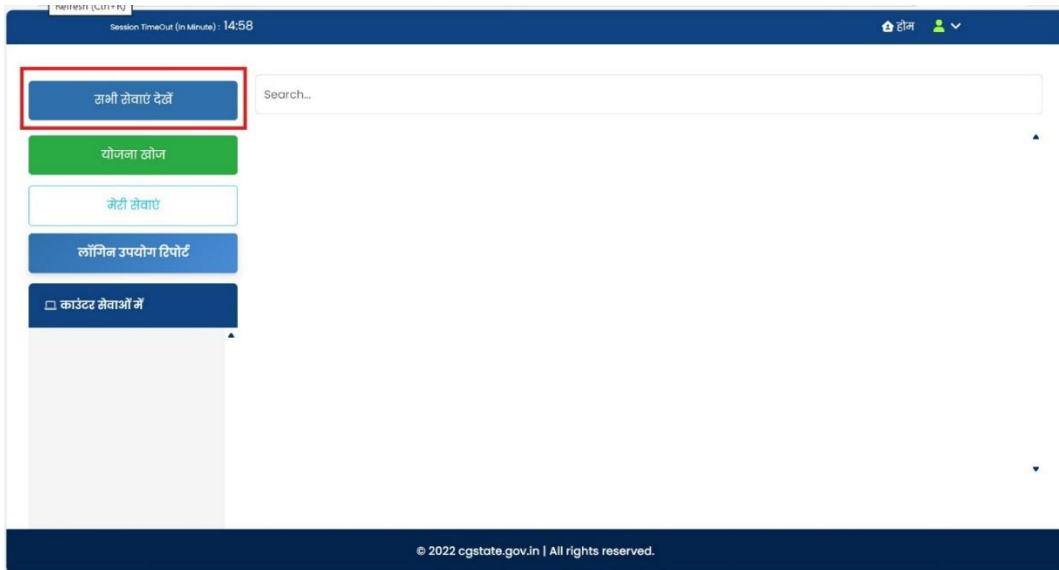 Refresh (Ctrl+R)
Session TimeOut (In Minute) : 14:58
होम
सभी सेवाएं देखें
Search...
योजना खोज
मेरी सेवाएं
लॉगिन उपयोग रिपोर्ट
काउंटर सेवाओं में
© 2022 cgstate.gov.in | All rights reserved.